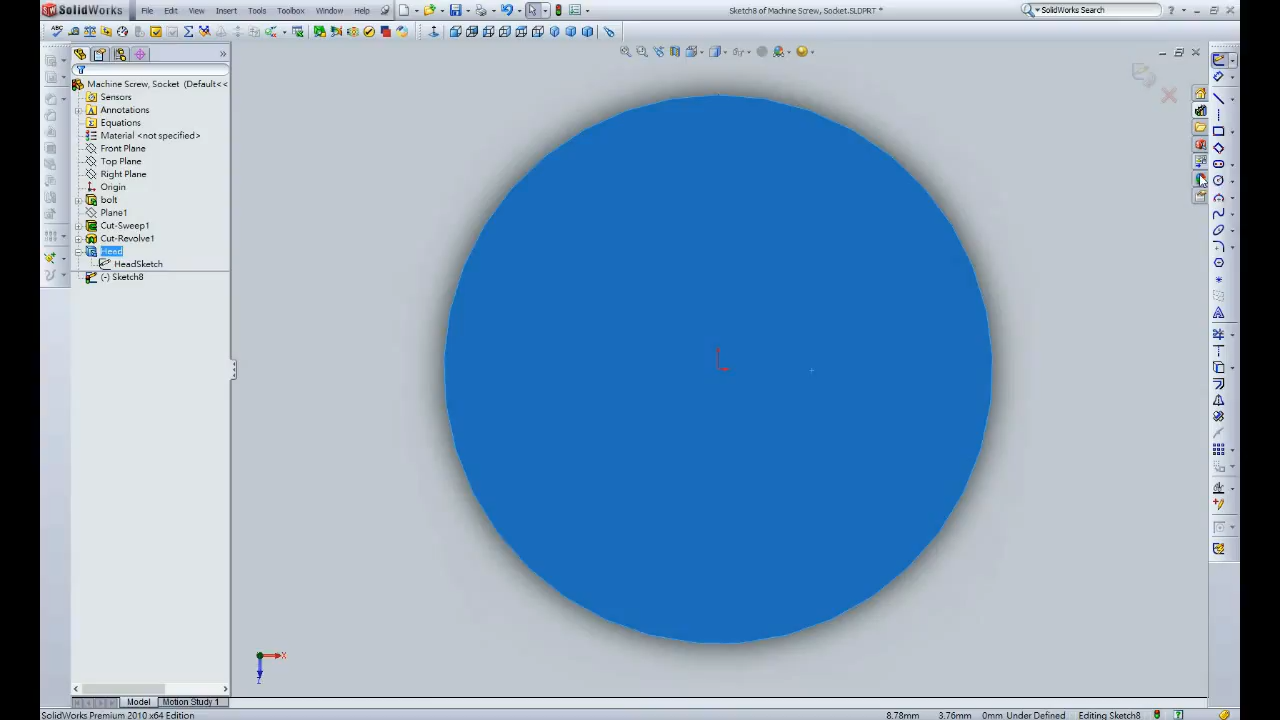 SolidWorks
File Edit View Insert Tools Toolbox Window Help
Sketch8 of Machine Screw, Socket.SLDPRT *
SolidWorks Search
Machine Screw, Socket (Default<<
Sensors
Annotations
Equations
Material <not specified>
Front Plane
Top Plane
Right Plane
Origin
bolt
Plane1
Cut-Sweep1
Cut-Revolve1
Head
HeadSketch
(-) Sketch8
X
Z
Model Motion Study 1
SolidWorks Premium 2010 x64 Edition
8.78mm 3.76mm 0mm Under Defined Editing Sketch8